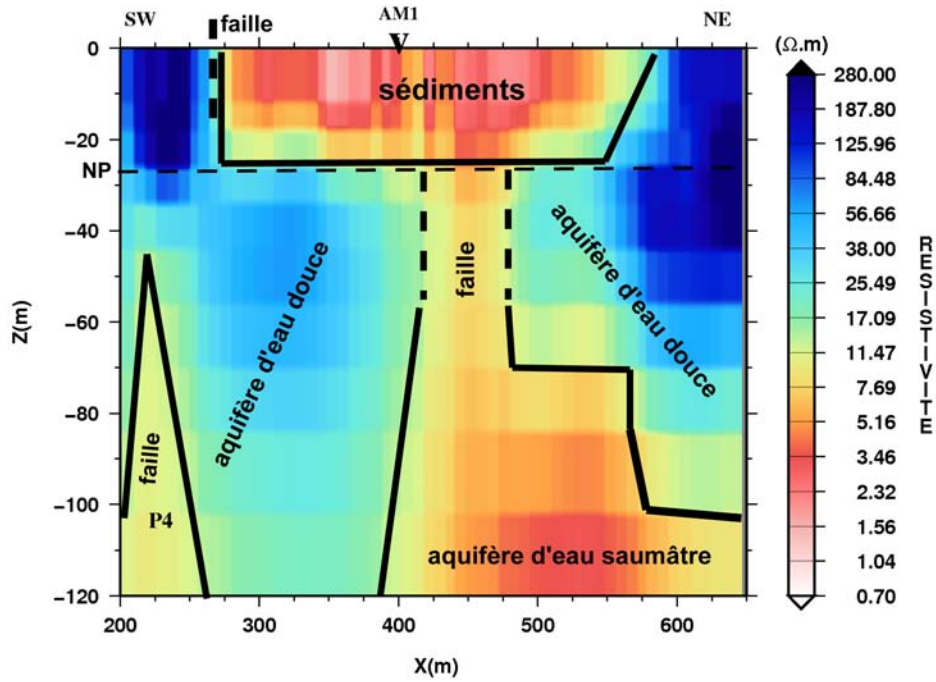 SW
faille
AM1
NE
(Ω.m)
0
−20
NP
−40
−60
−80
−100
−120
Z(m)
sédiments
aquifère d'eau douce
faille
aquifère d'eau douce
faille
P4
aquifère d'eau saumâtre
200
300
400
500
600
X(m)
280.00
187.80
125.96
84.48
56.66
38.00
25.49
17.09
11.47
7.69
5.16
3.46
2.32
1.56
1.04
0.70
RESISTIVITE